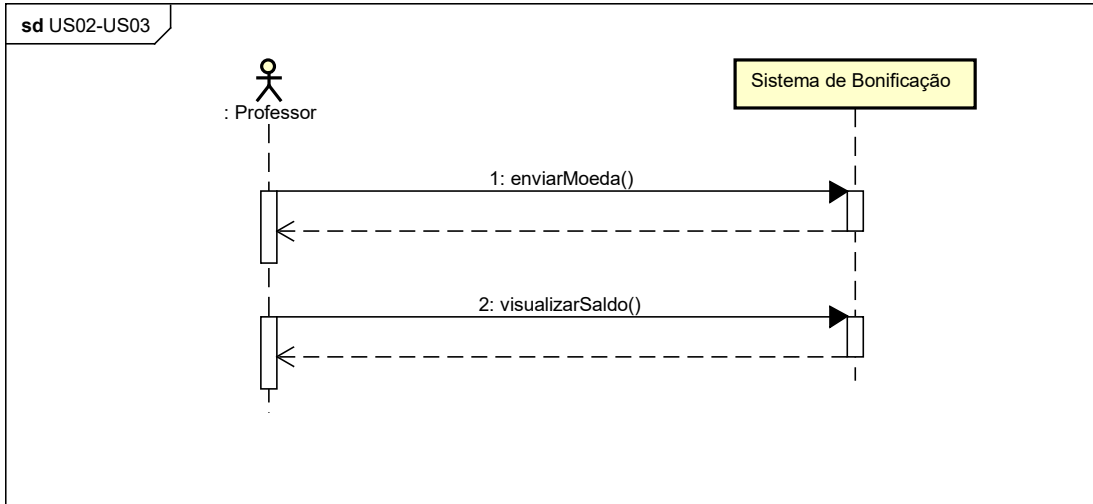 sd US02-US03
: Professor
Sistema de Bonificação
1: enviarMoeda()
2: visualizarSaldo()